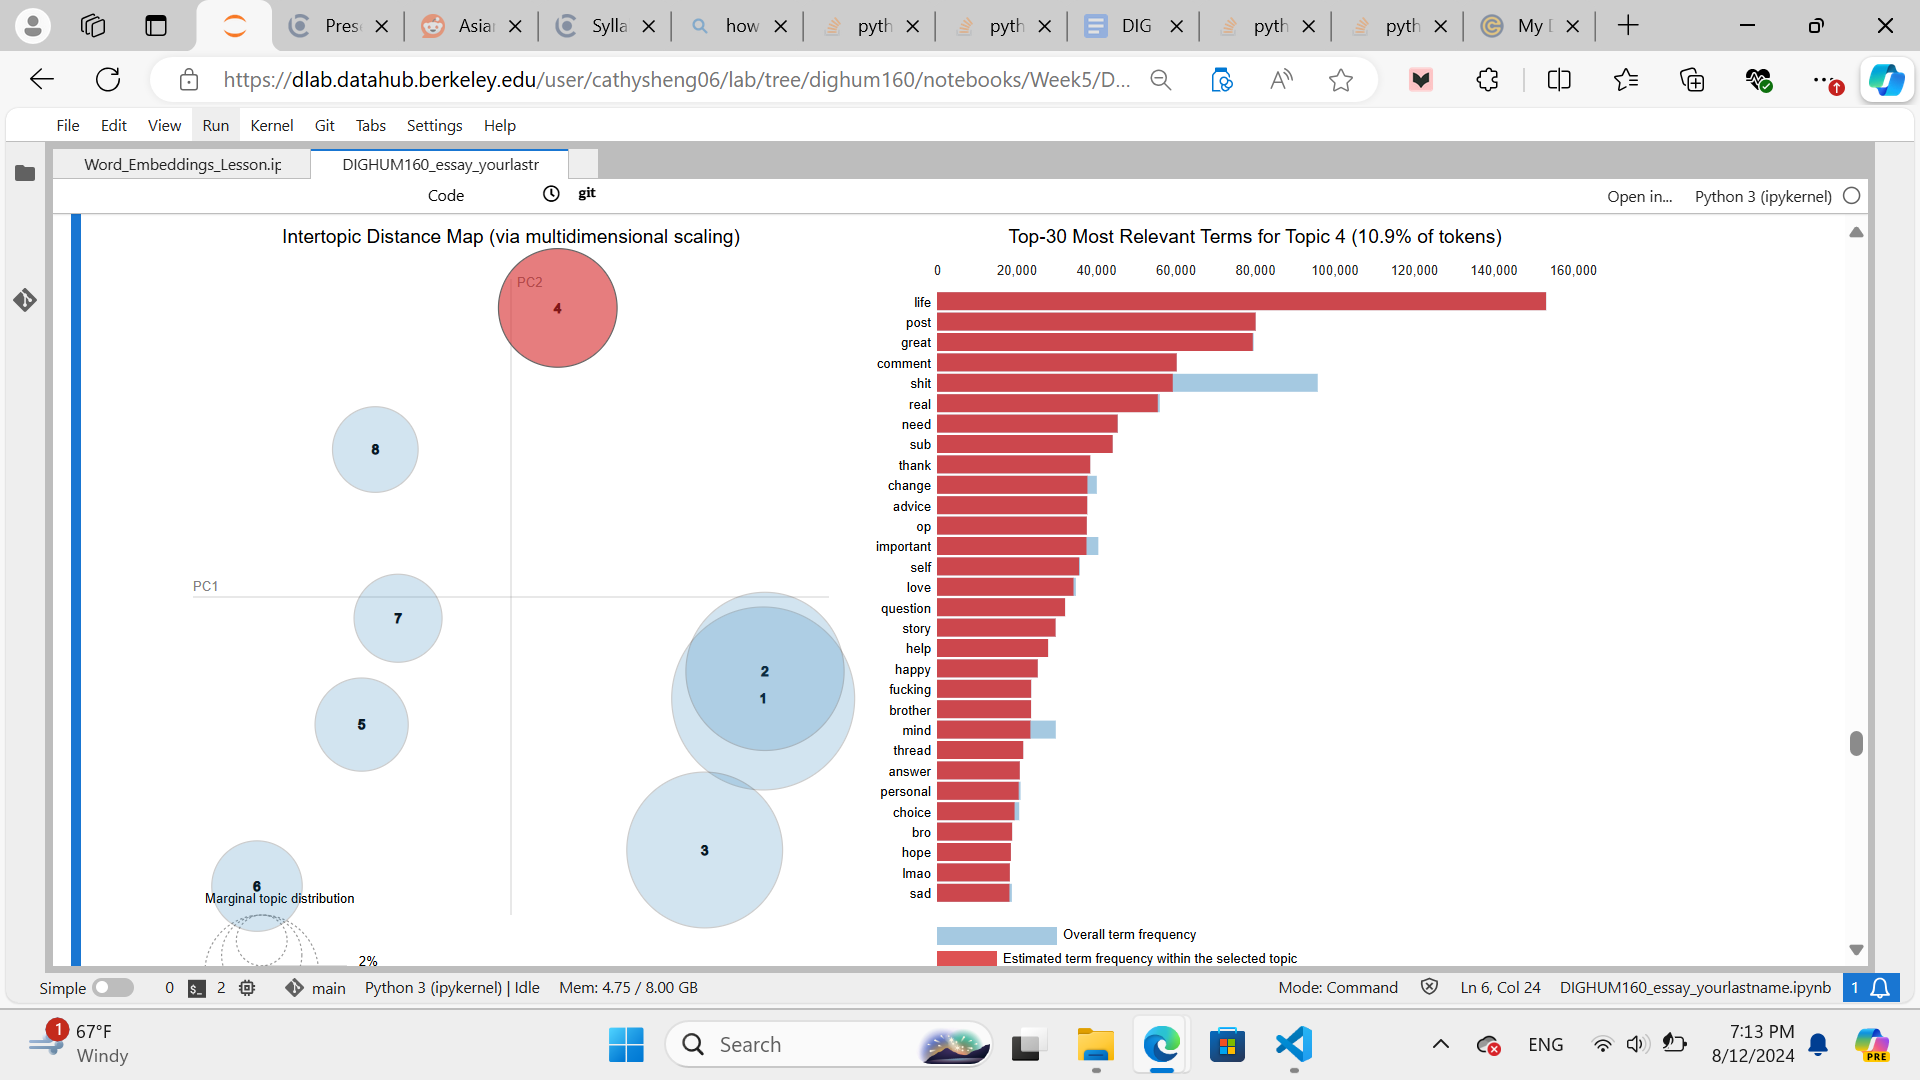 Pres
Asia
Sylla
how
pyth
pyth
DIG
pyth
pyth
My D
https://dlab.datahub.berkeley.edu/user/cathysheng06/lab/tree/dighum160/notebooks/Week5/D...
File Edit View Run Kernel Git Tabs Settings Help
Word_Embeddings_Lesson.ip
DIGHUM160_essay_yourlastr
Code
git
Open in...
Python 3 (ipykernel)
Intertopic Distance Map (via multidimensional scaling)
PC2
4
8
PC1
7
2
1
5
3
6
Marginal topic distribution
2%
Top-30 Most Relevant Terms for Topic 4 (10.9% of tokens)
0 20,000 40,000 60,000 80,000 100,000 120,000 140,000 160,000
life
post
great
comment
shit
real
need
sub
thank
change
advice
op
important
self
love
question
story
help
happy
fucking
brother
mind
thread
answer
personal
choice
bro
hope
lmao
sad
Overall term frequency
Estimated term frequency within the selected topic
Simple 0 2 main Python 3 (ipykernel) | Idle Mem: 4.75 / 8.00 GB
Mode: Command Ln 6, Col 24 DIGHUM160_essay_yourlastname.ipynb 1
1
67°F
Windy
Search
ENG
7:13 PM
8/12/2024
PRE